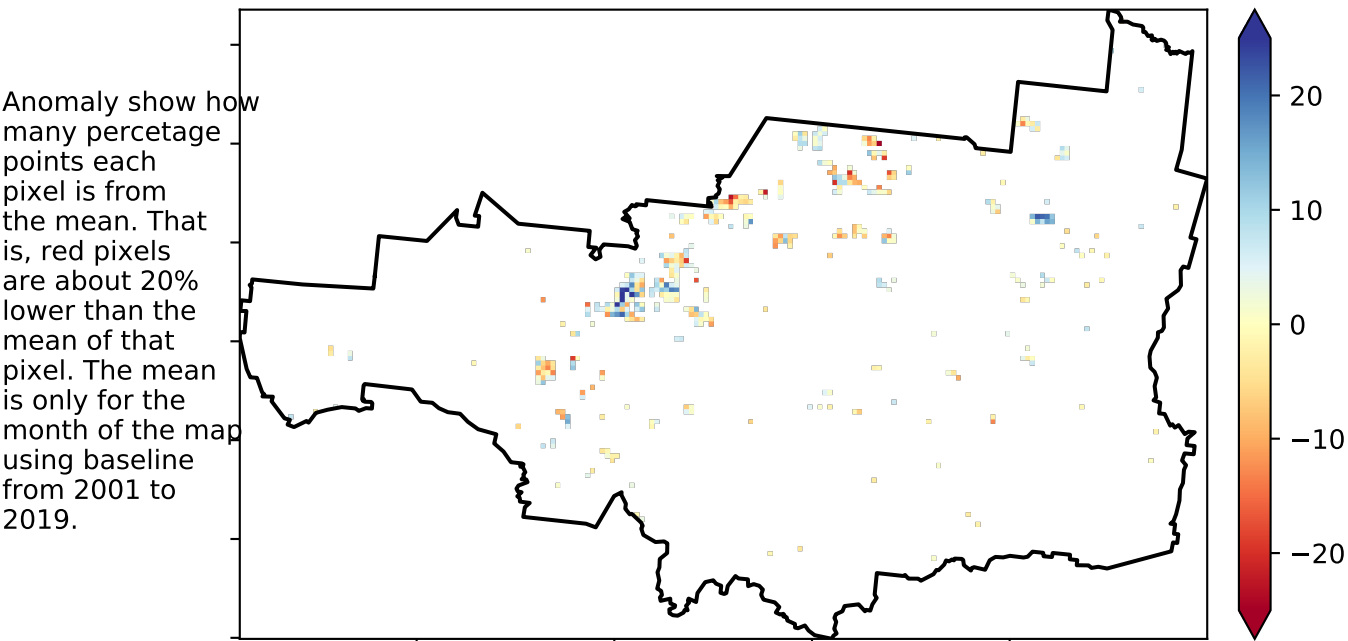 Anomaly show how
many percetage
points each
pixel is from
the mean. That
is, red pixels
are about 20%
lower than the
mean of that
pixel. The mean
is only for the
month of the map
using baseline
from 2001 to
2019.
20
10
0
−10
−20